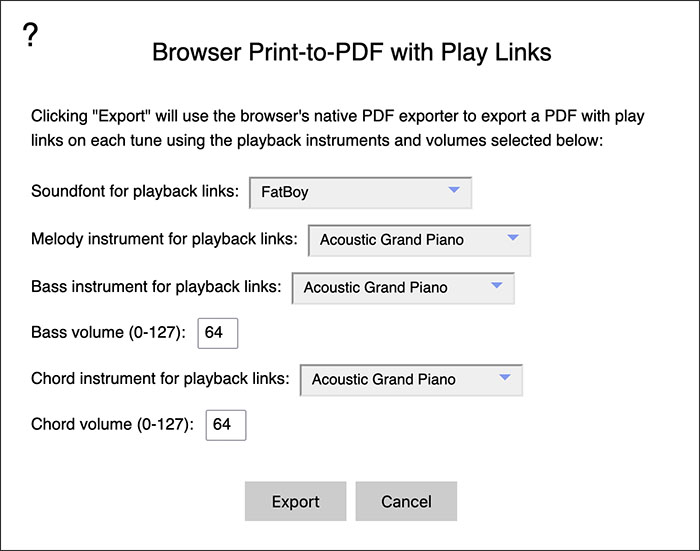 ?
Browser Print-to-PDF with Play Links
Clicking "Export" will use the browser's native PDF exporter to export a PDF with play
links on each tune using the playback instruments and volumes selected below:
Soundfont for playback links: FatBoy
Melody instrument for playback links: Acoustic Grand Piano
Bass instrument for playback links: Acoustic Grand Piano
Bass volume (0-127): 64
Chord instrument for playback links: Acoustic Grand Piano
Chord volume (0-127): 64
Export Cancel